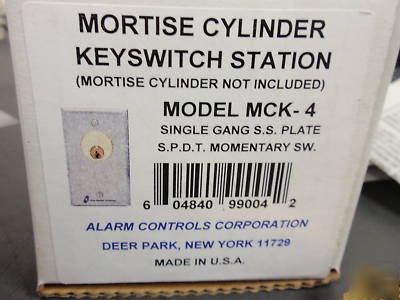 MORTISE CYLINDER
KEYSWITCH STATION
(MORTISE CYLINDER NOT INCLUDED)
MODEL MCK- 4
SINGLE GANG S.S. PLATE
S.P.D.T. MOMENTARY SW.
6 04840 99004 2
ALARM CONTROLS CORPORATION
DEER PARK, NEW YORK 11729
MADE IN U.S.A.